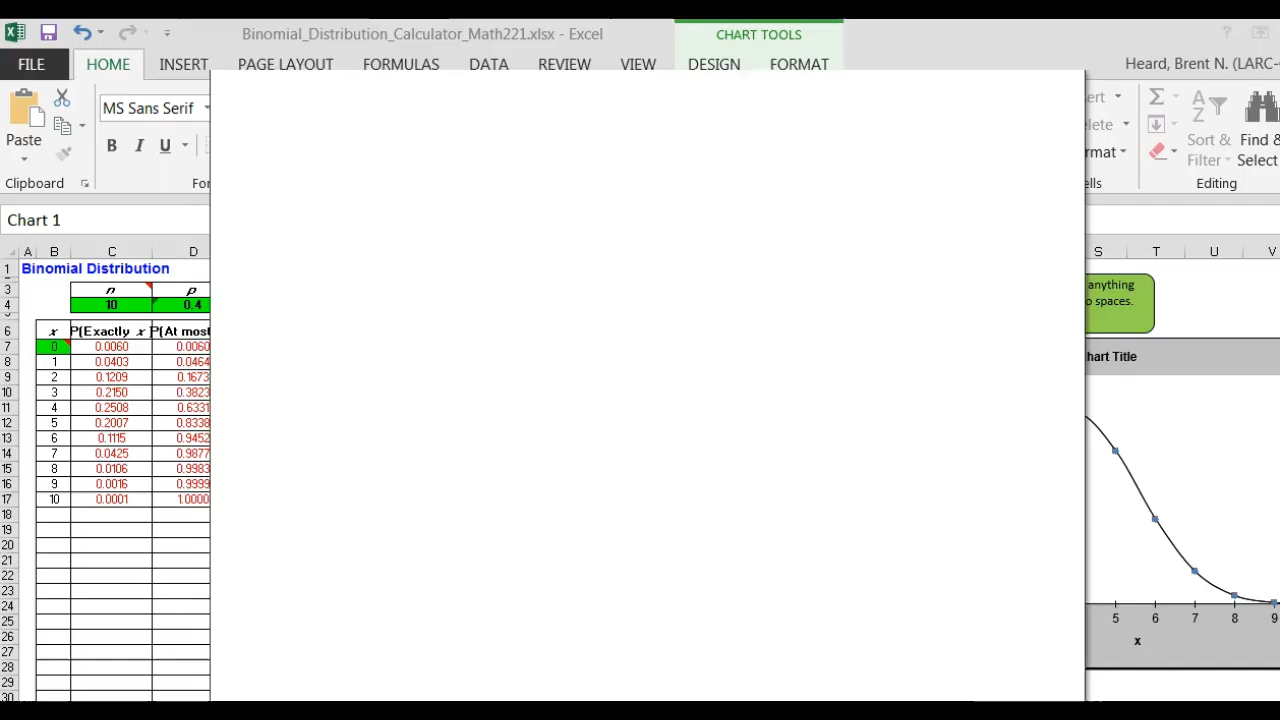 Binomial_Distribution_Calculator_Math221.xlsx - Excel
CHART TOOLS
?
FILE HOME INSERT PAGE LAYOUT FORMULAS DATA REVIEW VIEW DESIGN FORMAT
Heard, Brent N. (LARC-
Paste
MS Sans Serif
B I U
Clipboard
Sort & Filter
Find & Select
Editing
Chart 1
A B C D S T U V
1 Binomial Distribution
3 n p
4 10 0.4
6 x P(Exactly x P(At most
7 0 0.0060 0.0060
8 1 0.0403 0.0464
9 2 0.1209 0.1673
10 3 0.2150 0.3823
11 4 0.2508 0.6331
12 5 0.2007 0.8338
13 6 0.1115 0.9452
14 7 0.0425 0.9877
15 8 0.0106 0.9983
16 9 0.0016 0.9999
17 10 0.0001 1.0000
18
19
20
21
22
23
24
25
26
27
28
29
30
anything
spaces.
hart Title
5 6 7 8 9
x